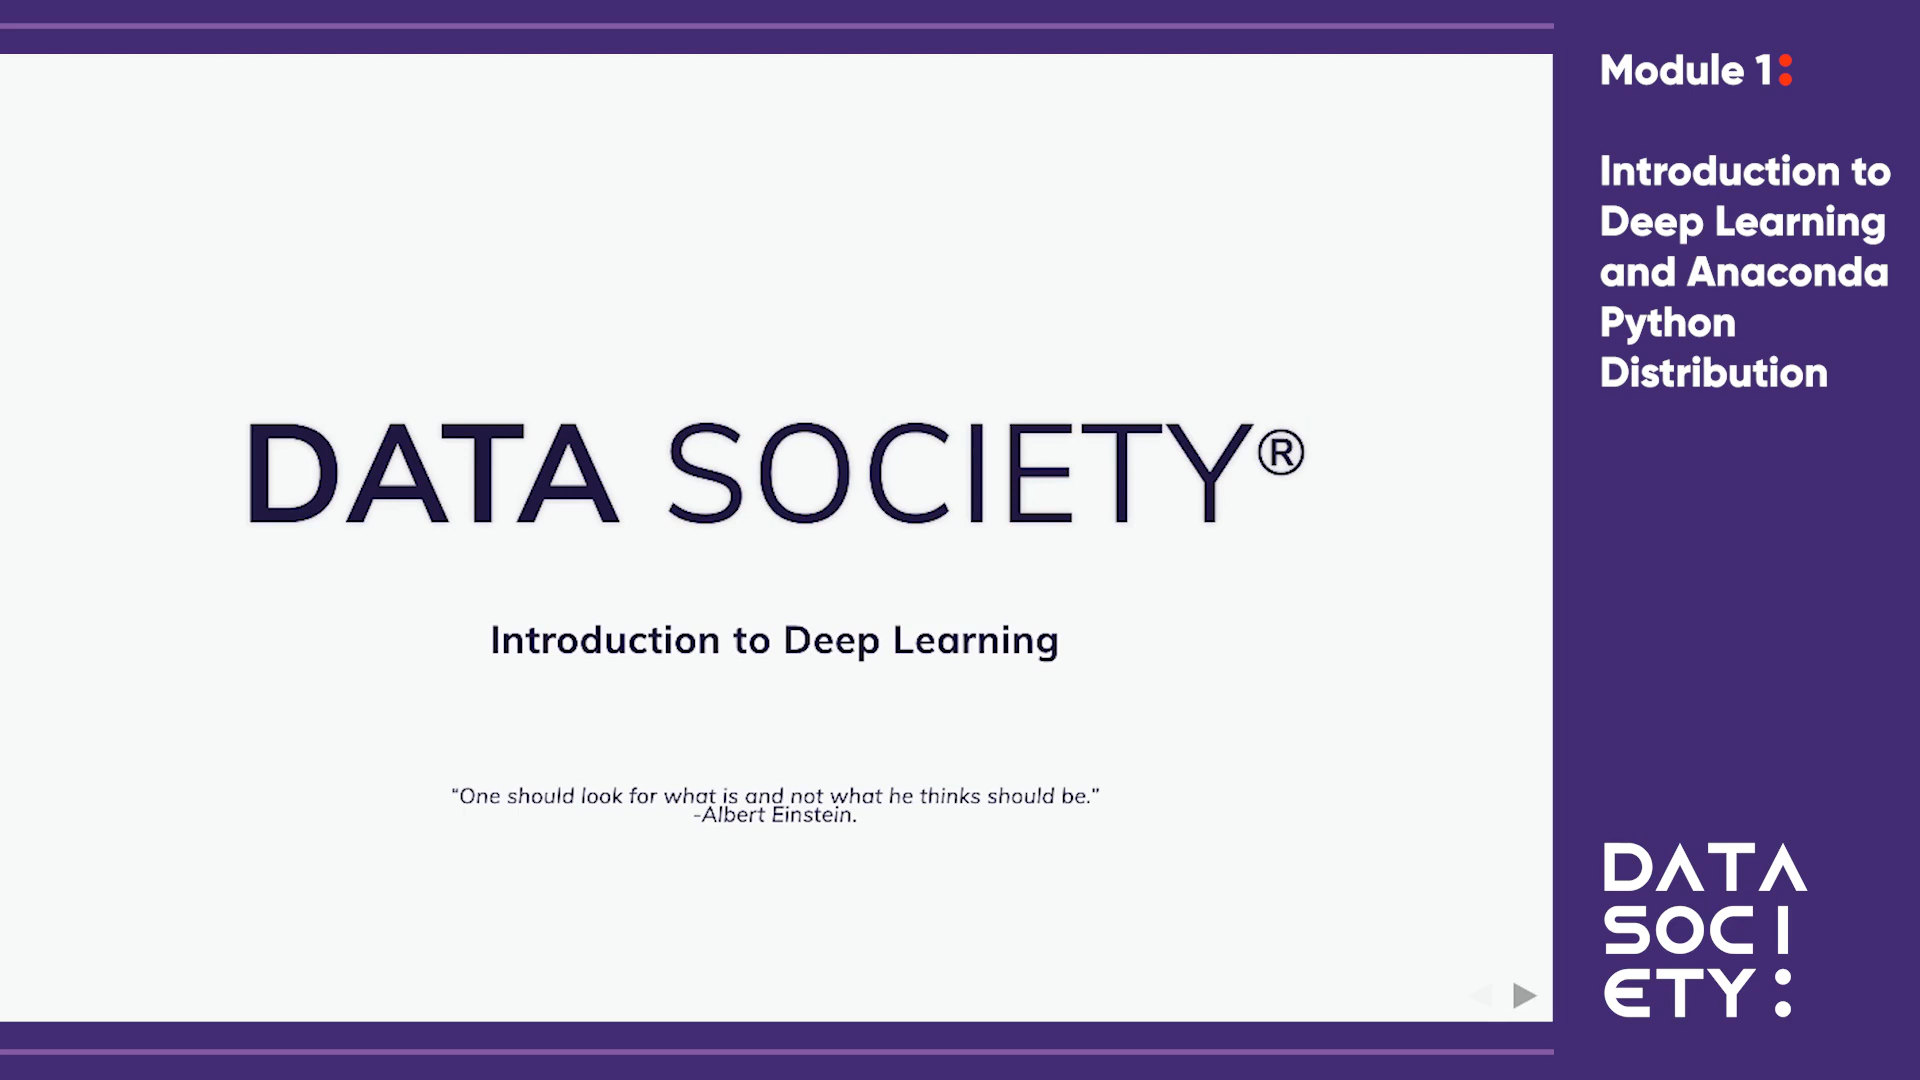 DATA SOCIETY®
Introduction to Deep Learning
“One should look for what is and not what he thinks should be.”
-Albert Einstein.
Module 1:
Introduction to
Deep Learning
and Anaconda
Python
Distribution
DATA
SOCI
ETY: